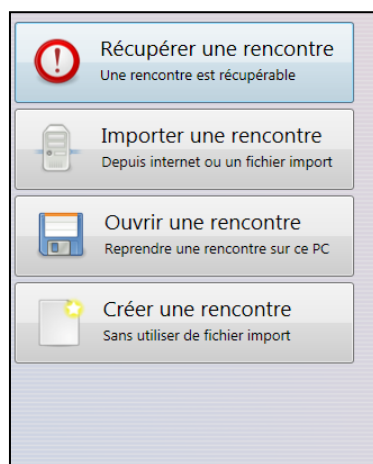 Récupérer une rencontre
Une rencontre est récupérable
Importer une rencontre
Depuis internet ou un fichier import
Ouvrir une rencontre
Reprendre une rencontre sur ce PC
Créer une rencontre
Sans utiliser de fichier import